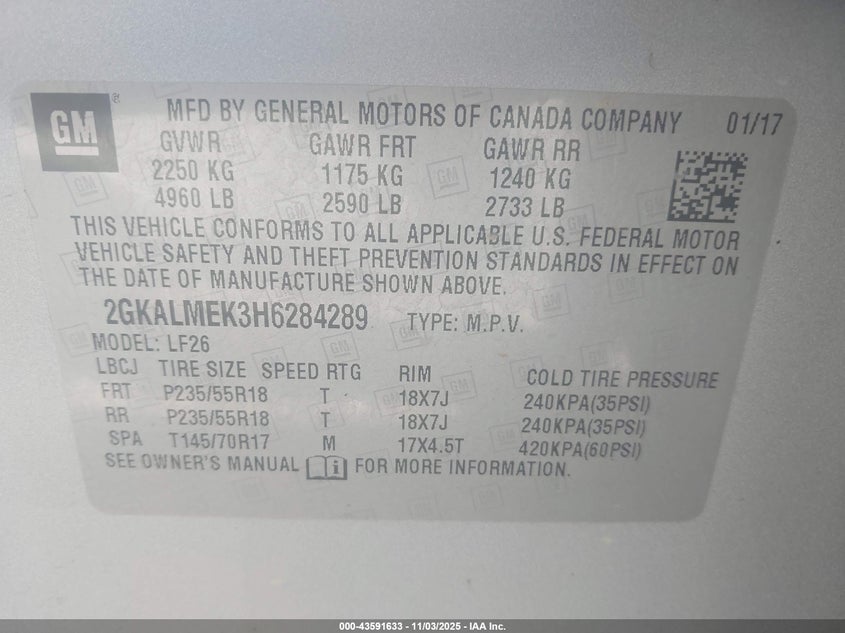 GM ®
MFD BY GENERAL MOTORS OF CANADA COMPANY 01/17
GVWR GAWR FRT GAWR RR
2250 KG 1175 KG 1240 KG
4960 LB 2590 LB 2733 LB
THIS VEHICLE CONFORMS TO ALL APPLICABLE U.S. FEDERAL MOTOR
VEHICLE SAFETY AND THEFT PREVENTION STANDARDS IN EFFECT ON
THE DATE OF MANUFACTURE SHOWN ABOVE.
2GKALMEK3H6284289 TYPE: M.P.V.
MODEL: LF26
LBCJ TIRE SIZE SPEED RTG RIM COLD TIRE PRESSURE
FRT P235/55R18 T 18X7J 240KPA(35PSI)
RR P235/55R18 T 18X7J 240KPA(35PSI)
SPA T145/70R17 M 17X4.5T 420KPA(60PSI)
SEE OWNER'S MANUAL FOR MORE INFORMATION.
000-43591633 - 11/03/2025 - IAA Inc.